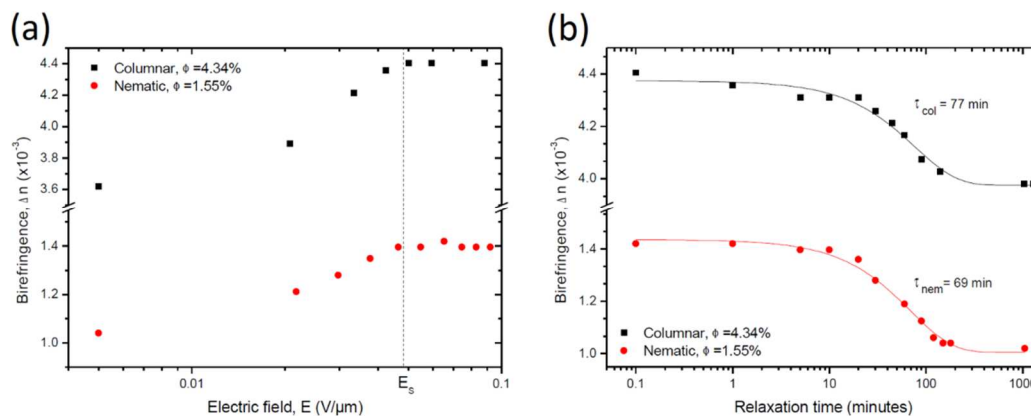 (a)
Birefringence, Δn (x10⁻³)
4.4
4.2
4.0
3.8
3.6
1.4
1.2
1.0
Columnar, ϕ =4.34%
Nematic, ϕ =1.55%
0.01
E_S
0.1
Electric field, E (V/μm)
(b)
Birefringence, Δn (x10⁻³)
4.4
4.2
4.0
1.4
1.2
1.0
τ_col = 77 min
τ_nem = 69 min
Columnar, ϕ =4.34%
Nematic, ϕ =1.55%
0.1
1
10
100
Relaxation time (minutes)